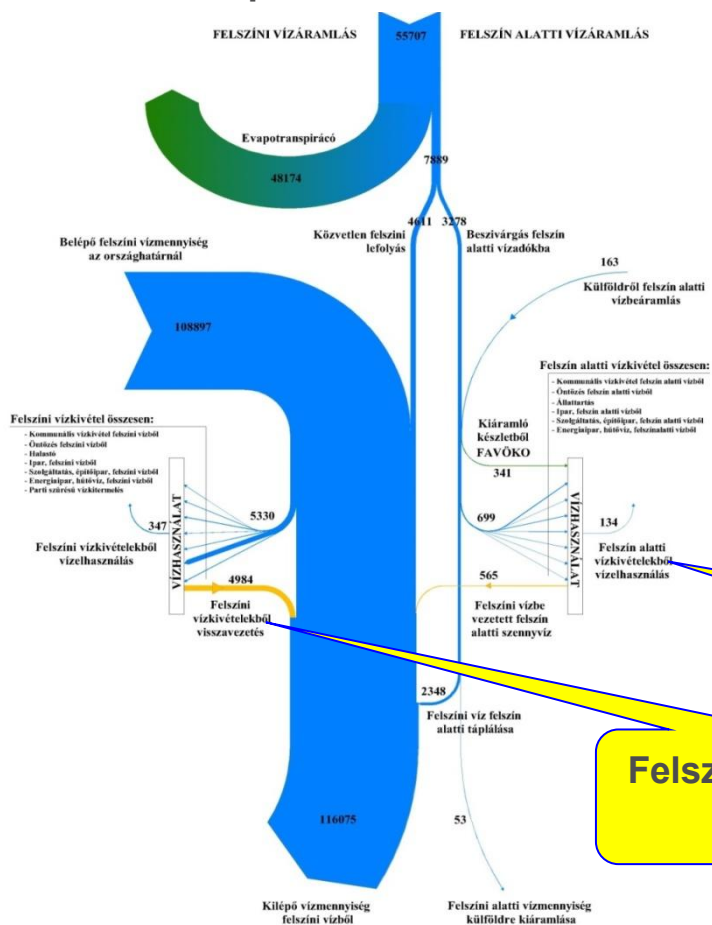 FELSZÍNI VÍZÁRAMLÁS
55707
FELSZÍN ALATTI VÍZÁRAMLÁS
Evapotranspirácó
48174
7889
4611
3278
Közvetlen felszini
lefolyás
Beszivárgás felszín
alatti vízadókba
Belépő felszíni vízmennyiség
az országhatárnál
108897
163
Külföldről felszín alatti
vízbeáramlás
Felszín alatti vízkivétel összesen:
- Kommunális vízkivétel felszín alatti vízből
- Öntözés felszín alatti vízből
- Állattartás
- Ipar, felszín alatti vízből
- Szolgáltatás, építőipar, felszín alatti vízből
- Energiaipar, hűtővíz, felszínalatti vízből
Felszíni vízkivétel összesen:
- Kommunális vízkivétel felszíni vízből
- Öntözés felszíni vízből
- Halastó
- Ipar, felszíni vízből
- Szolgáltatás, építőipar, felszíni vízből
- Energiaipar, hűtővíz, felszíni vízből
- Parti szűrésű vízkitermelés
Kiáramló
készletből
FAVÖKO
341
VÍZHASZNÁLAT
347
5330
Felszíni vízkivételekből
vízelhasználás
4984
Felszíni
vízkivételekből
visszavezetés
699
VÍZHASZNÁLAT
134
Felszín alatti
vízkivételekből
vízelhasználás
565
Felszíni vízbe
vezetett felszín
alatti szennyvíz
2348
Felszíni víz felszín
alatti táplálása
Felsz
116075
53
Kilépő vízmennyiség
felszíni vízből
Felszíni alatti vízmennyiség
külföldre kiáramlása